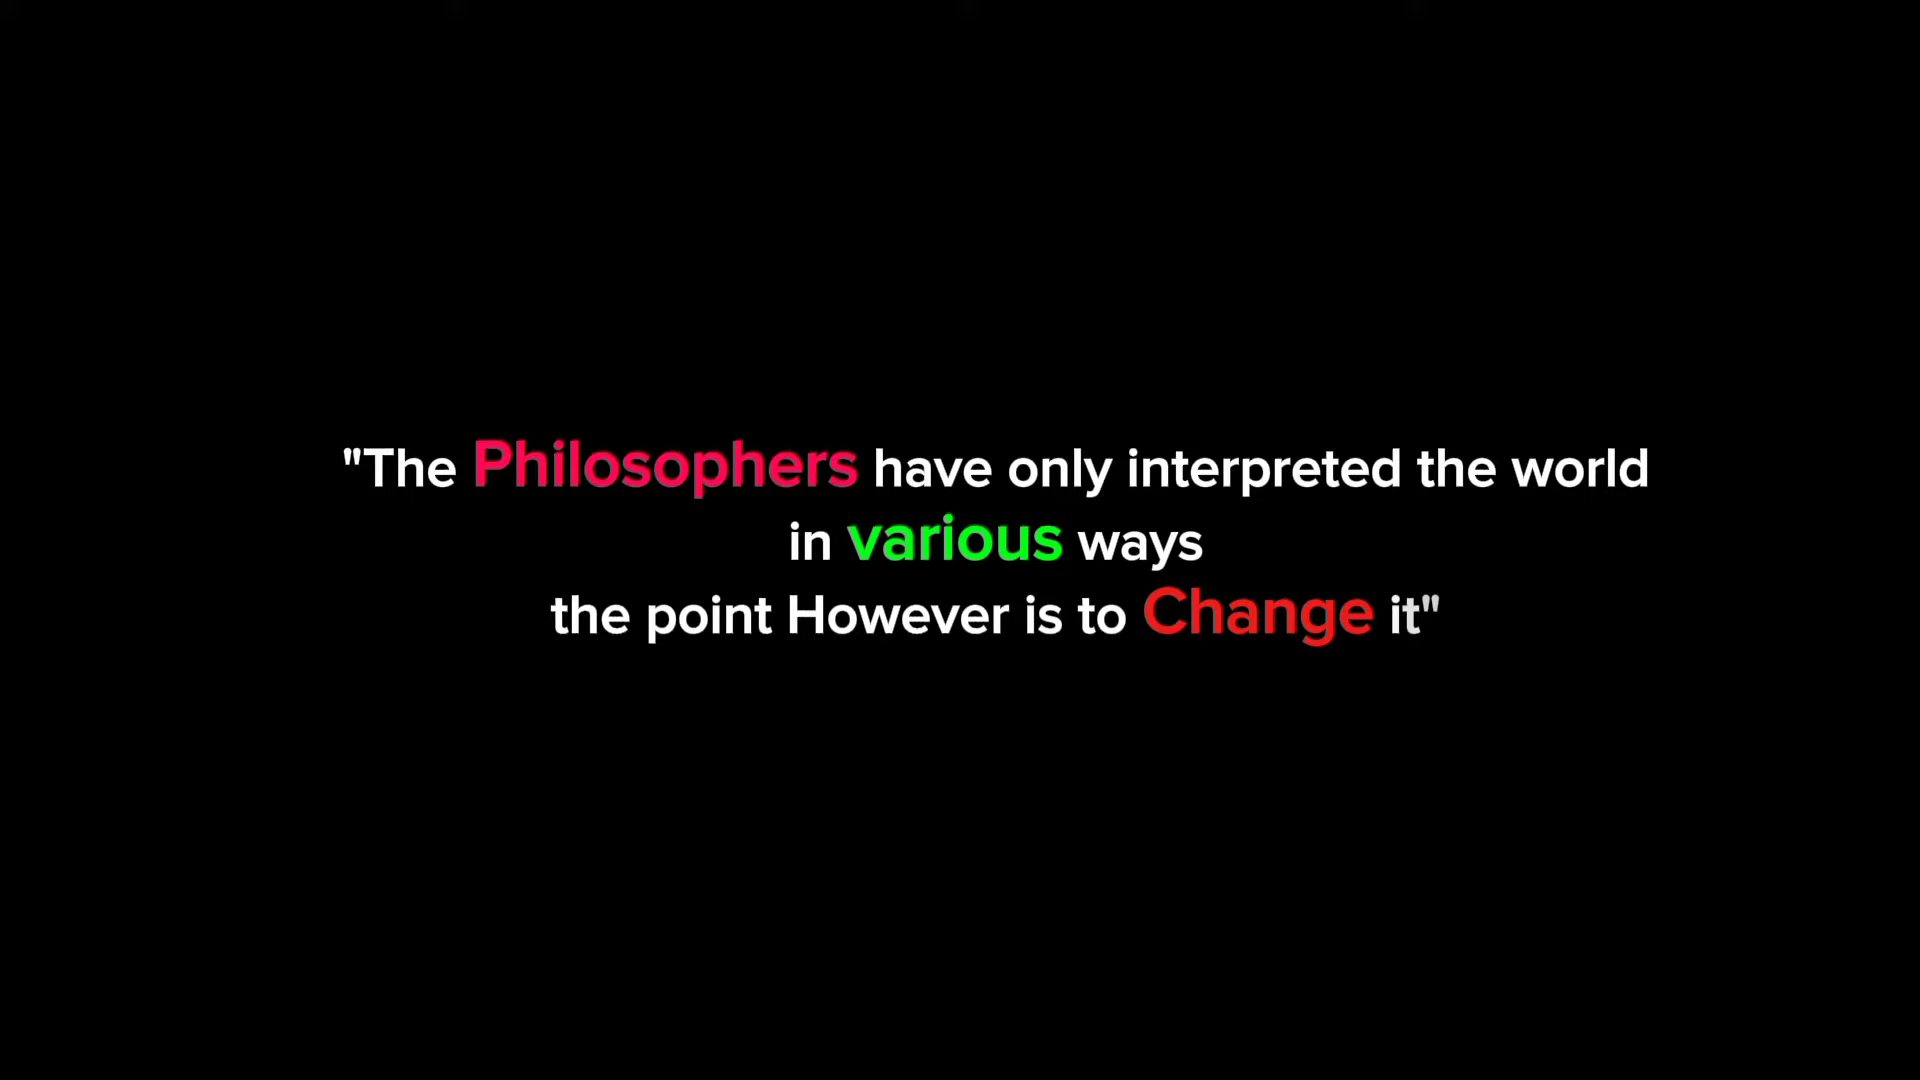 "The Philosophers have only interpreted the world
in various ways
the point However is to Change it"